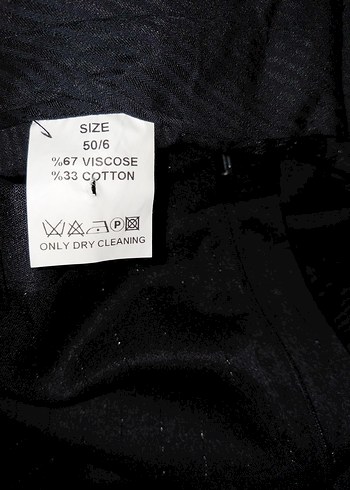 SIZE
50/6
%67 VISCOSE
%33 COTTON
P
ONLY DRY CLEANING